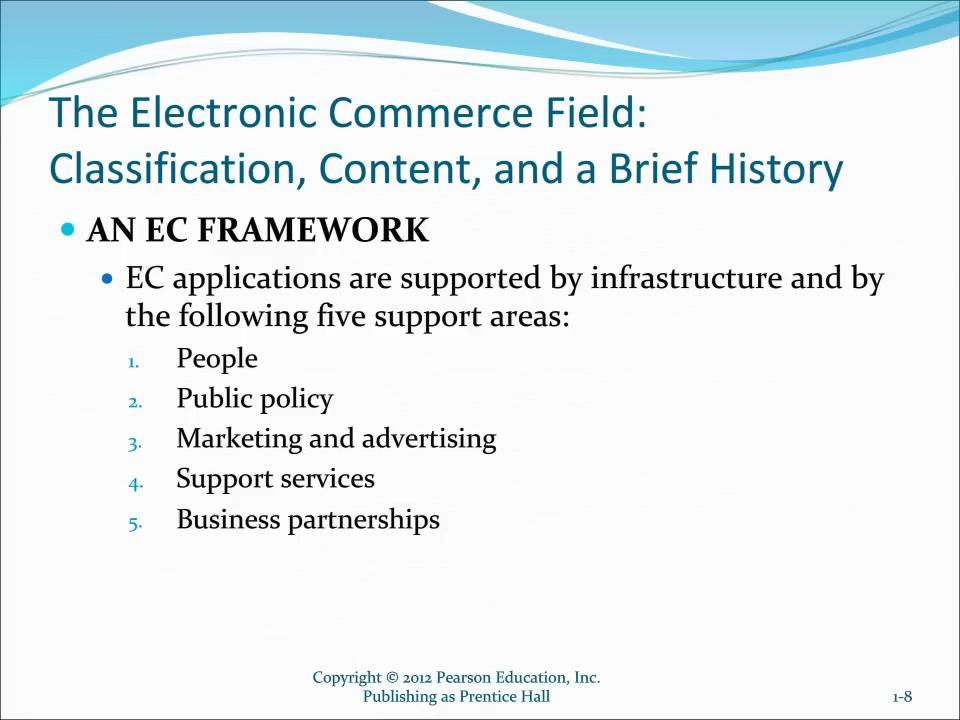 The Electronic Commerce Field:
Classification, Content, and a Brief History
• AN EC FRAMEWORK
• EC applications are supported by infrastructure and by
the following five support areas:
1. People
2. Public policy
3. Marketing and advertising
4. Support services
5. Business partnerships
Copyright © 2012 Pearson Education, Inc.
Publishing as Prentice Hall
1-8